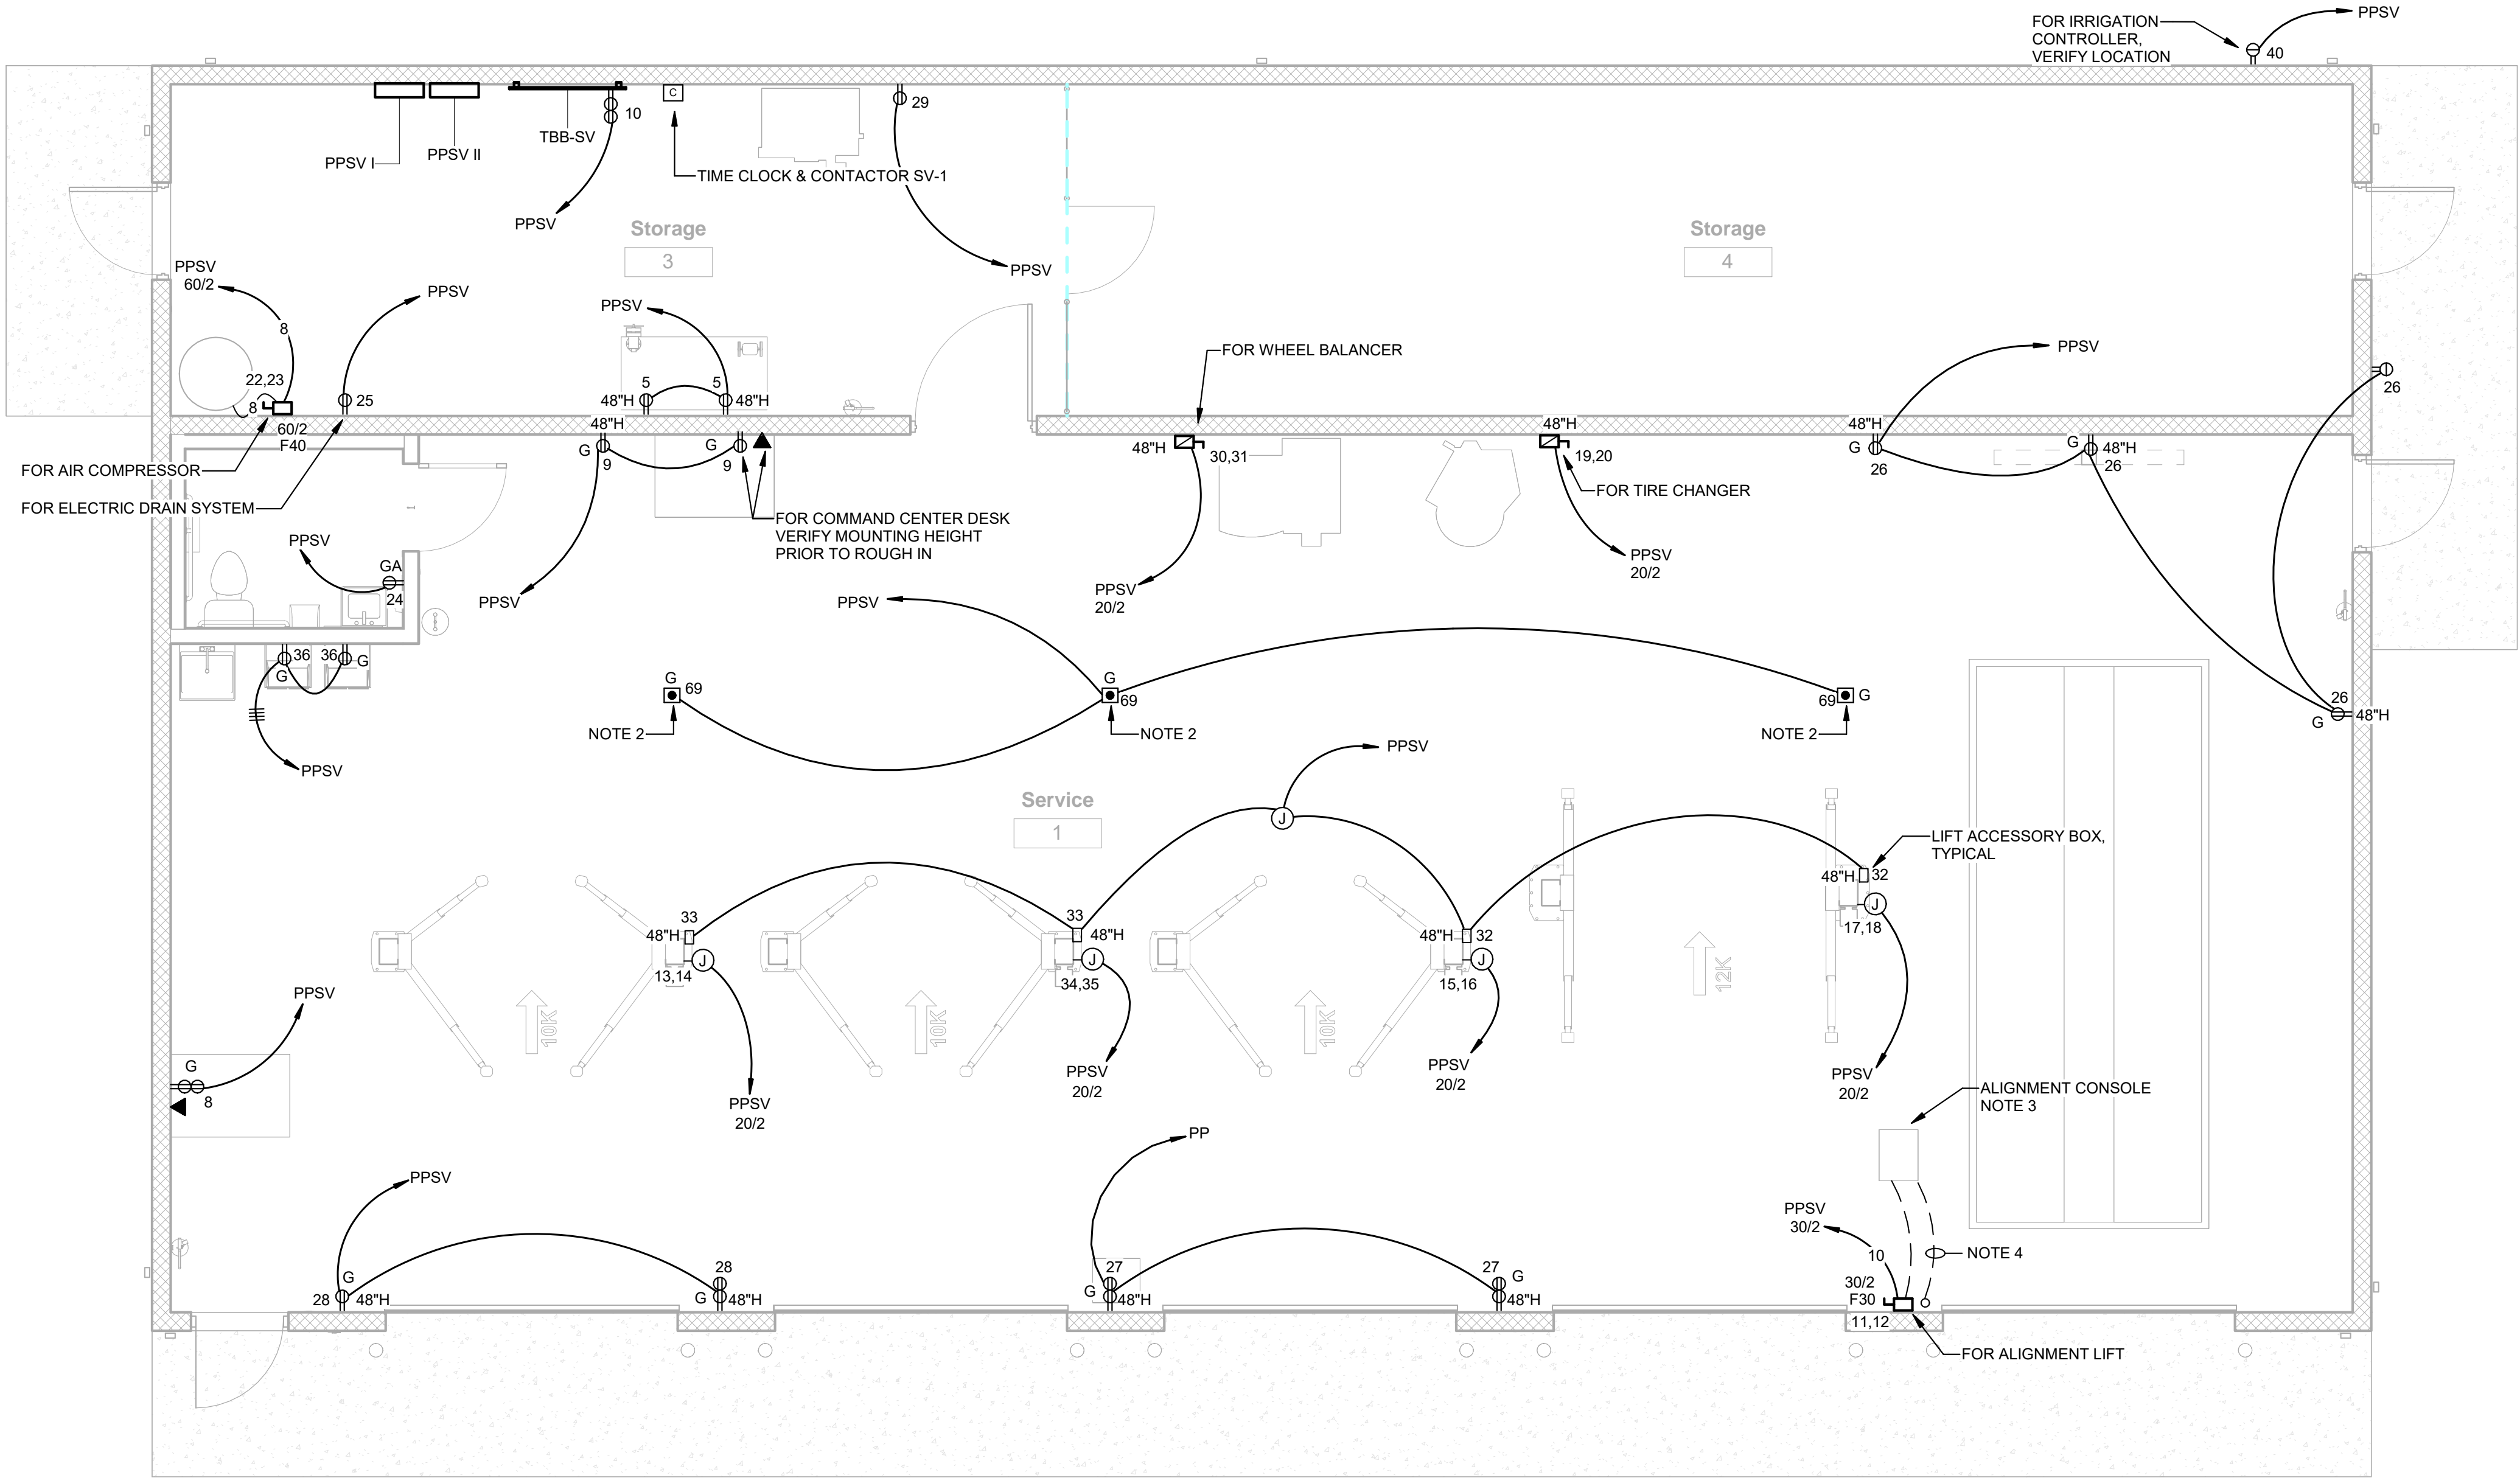 FOR IRRIGATION
CONTROLLER,
VERIFY LOCATION
PPSV
40
PPSV I
PPSV II
TBB-SV
10
C
29
TIME CLOCK & CONTACTOR SV-1
PPSV
Storage
3
Storage
4
PPSV
PPSV
60/2
PPSV
PPSV
8
22,23
8
60/2
F40
25
5
5
48"H
48"H
FOR WHEEL BALANCER
PPSV
26
48"H
G
9
G
9
48"H
30,31
48"H
19,20
48"H
G
26
G
48"H
26
FOR AIR COMPRESSOR
FOR ELECTRIC DRAIN SYSTEM
FOR TIRE CHANGER
FOR COMMAND CENTER DESK
VERIFY MOUNTING HEIGHT
PRIOR TO ROUGH IN
PPSV
GA
24
PPSV
PPSV
PPSV
20/2
PPSV
20/2
36
36
G
G
PPSV
G
69
NOTE 2
G
69
NOTE 2
69
G
NOTE 2
26
G
48"H
PPSV
Service
1
J
LIFT ACCESSORY BOX,
TYPICAL
48"H
32
J
17,18
33
48"H
J
13,14
33
48"H
J
34,35
48"H
32
J
15,16
10K
10K
10K
12K
PPSV
PPSV
20/2
PPSV
20/2
PPSV
20/2
PPSV
20/2
G
8
ALIGNMENT CONSOLE
NOTE 3
PP
PPSV
PPSV
30/2
10
NOTE 4
G
28
48"H
28
G
48"H
27
G
48"H
27
G
48"H
30/2
F30
11,12
FOR ALIGNMENT LIFT